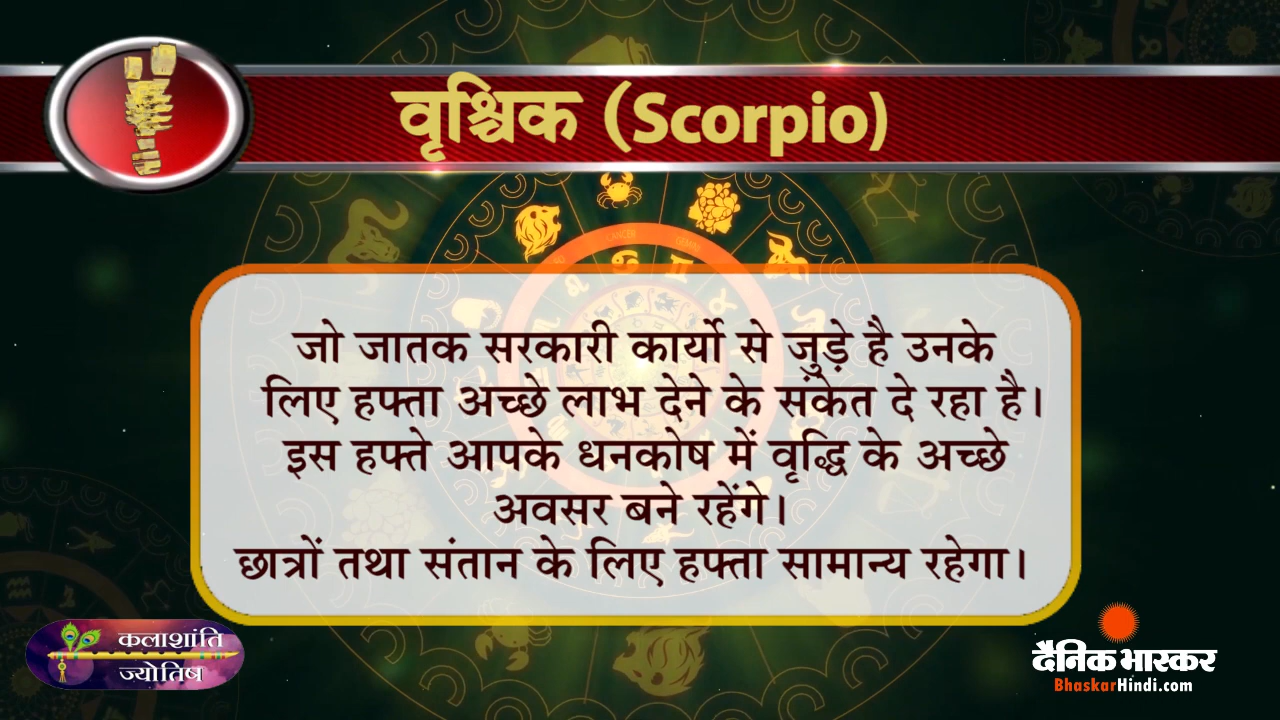 वृश्चिक (Scorpio)
जो जातक सरकारी कार्यो से जुड़े है उनके
लिए हफ्ता अच्छे लाभ देने के संकेत दे रहा है।
इस हफ्ते आपके धनकोष में वृद्धि के अच्छे
अवसर बने रहेंगे।
छात्रों तथा संतान के लिए हफ्ता सामान्य रहेगा।
कलाशांति
ज्योतिष
दैनिक भास्कर
BhaskarHindi.com